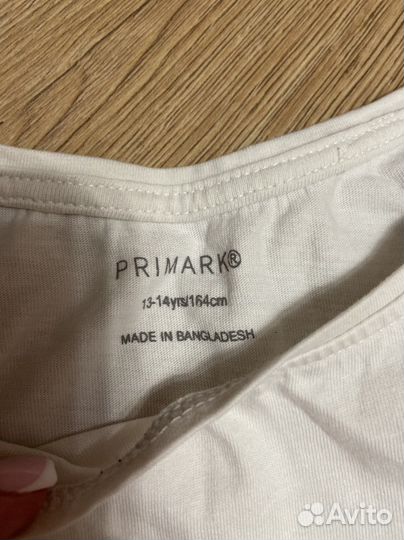 PRIMARK®
13-14yrs/164cm
MADE IN BANGLADESH
Avito